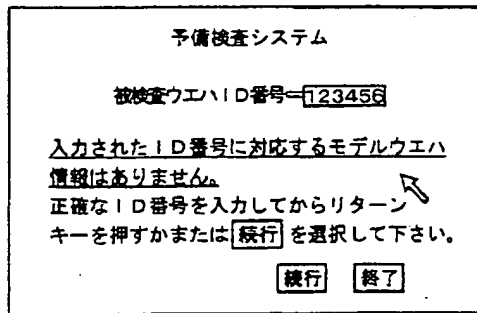 予備検査システム
被検査ウエハID番号=123456
入力されたID番号に対応するモデルウエハ
情報はありません。
正確なID番号を入力してからリターン
キーを押すかまたは続行を選択して下さい。
続行 終了